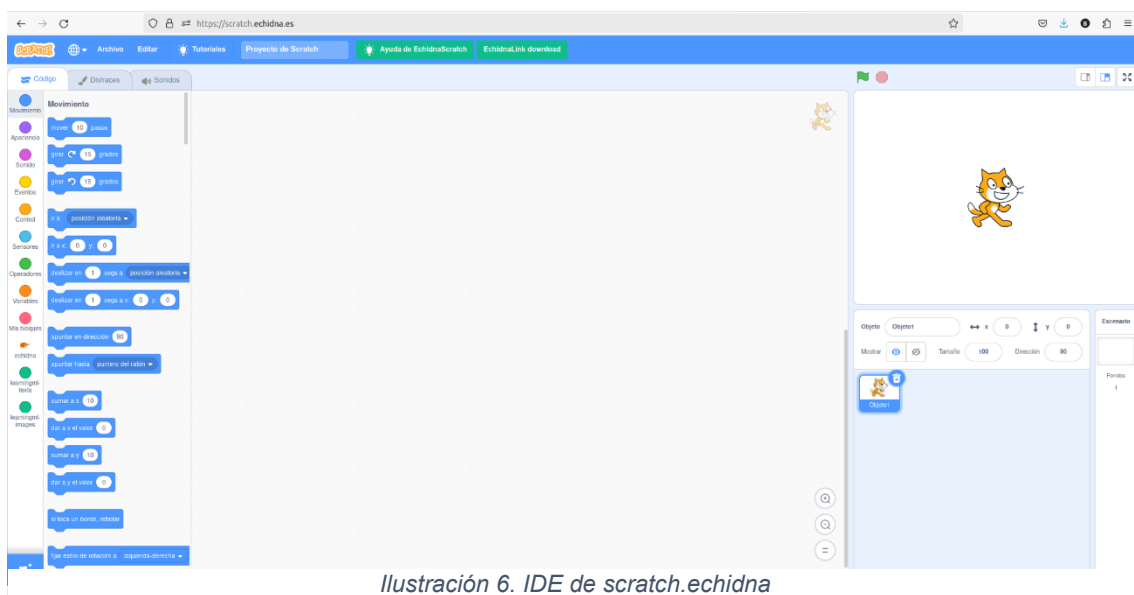 https://scratch.echidna.es
SCRATCH
Archivo
Editar
Tutoriales
Proyecto de Scratch
Ayuda de EchidnaScratch
EchidnaLink download
Código
Disfraces
Sonidos
Movimiento
Apariencia
Sonido
Eventos
Control
Sensores
Operadores
Variables
Mis bloques
echidna
learningml-
texts
learningml-
images
Movimiento
mover 10 pasos
girar 15 grados
girar 15 grados
ir a posición aleatoria
ir a x: 0 y: 0
deslizar en 1 segs a posición aleatoria
deslizar en 1 segs a x: 0 y: 0
apuntar en dirección 90
apuntar hacia puntero del ratón
sumar a x 10
dar a x el valor 0
sumar a y 10
dar a y el valor 0
si toca un borde, rebotar
fijar estilo de rotación a izquierda-derecha
Objeto Objeto1 x 0 y 0
Mostrar Tamaño 100 Dirección 90
Objeto1
Escenario
Fondos
1
Ilustración 6. IDE de scratch.echidna